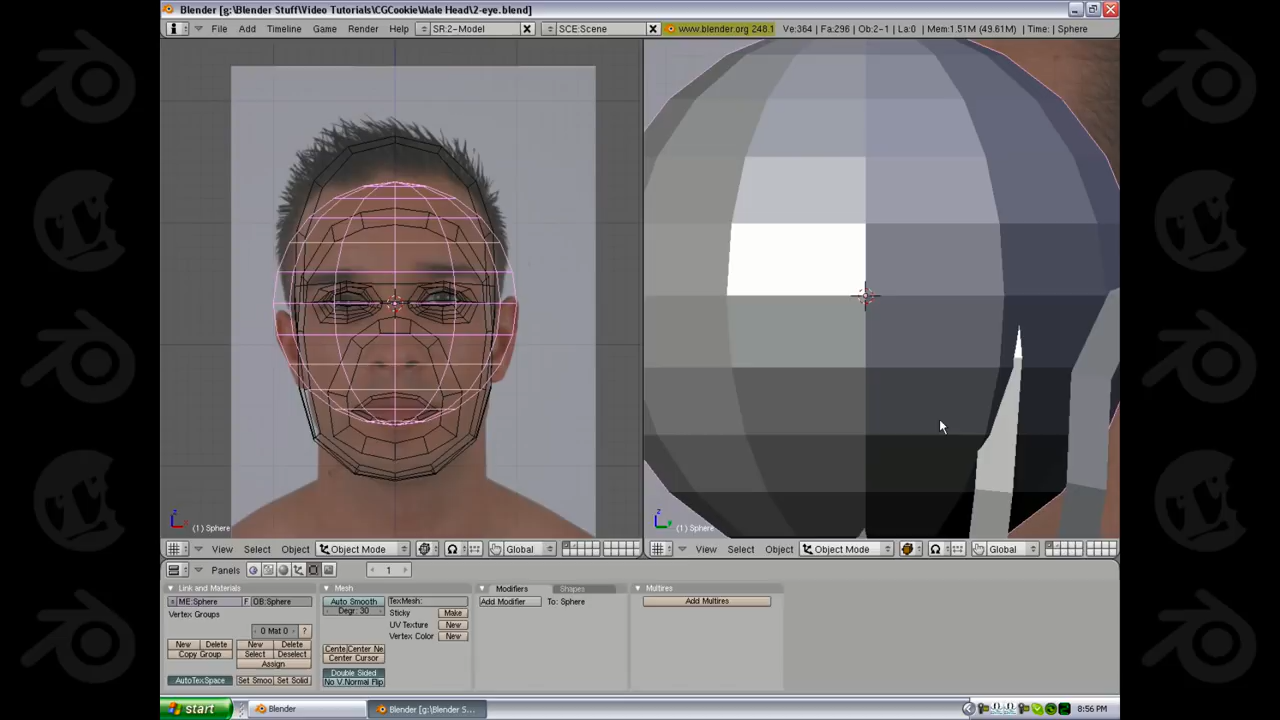 Blender [g:\Blender Stuff\Video Tutorials\CGCookie\Male Head\2-eye.blend]
File Add Timeline Game Render Help SR:2-Model SCE:Scene www.blender.org 248.1 Ve:364 | Fa:296 | Ob:2-1 | La:0 | Mem:1.51M (49.61M) | Time: | Sphere
(1) Sphere (1) Sphere
View Select Object Object Mode Global View Select Object Object Mode Global
Panels 1
Link and Materials Mesh Modifiers Shapes Multires
ME:Sphere F OB:Sphere Auto Smooth TexMesh: Add Modifier To: Sphere Add Multires
Degr: 30
Vertex Groups Sticky Make
UV Texture New
0 Mat 0 ? Vertex Color New
New Delete New Delete Cente Center Ne
Copy Group Select Deselect Center Cursor
Assign
Double Sided
AutoTexSpace Set Smoo Set Solid No V.Normal Flip
start Blender Blender [g:\Blender S... 8:56 PM